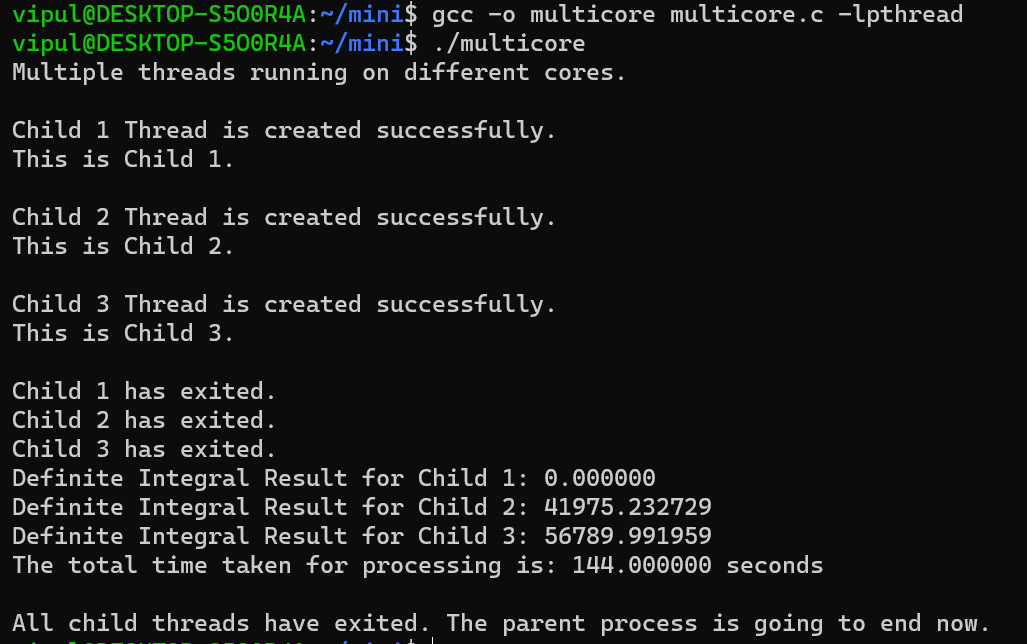 vipul@DESKTOP-S5O0R4A:~/mini$ gcc -o multicore multicore.c -lpthread
vipul@DESKTOP-S5O0R4A:~/mini$ ./multicore
Multiple threads running on different cores.
Child 1 Thread is created successfully.
This is Child 1.
Child 2 Thread is created successfully.
This is Child 2.
Child 3 Thread is created successfully.
This is Child 3.
Child 1 has exited.
Child 2 has exited.
Child 3 has exited.
Definite Integral Result for Child 1: 0.000000
Definite Integral Result for Child 2: 41975.232729
Definite Integral Result for Child 3: 56789.991959
The total time taken for processing is: 144.000000 seconds
All child threads have exited. The parent process is going to end now.